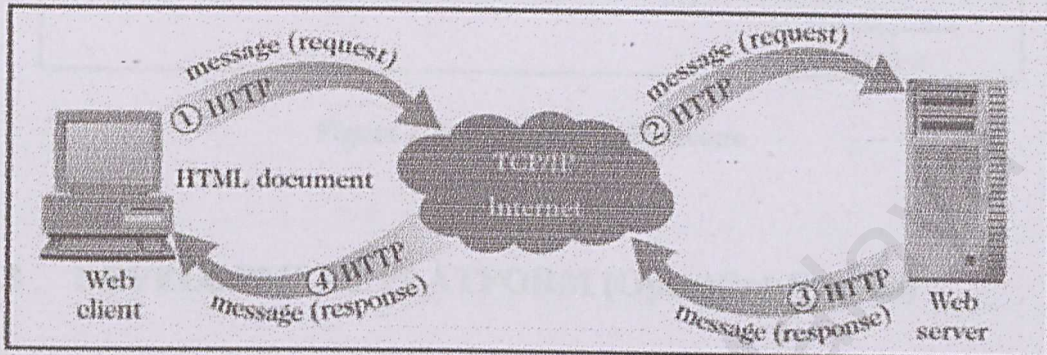 message (request)
① HTTP
message (request)
② HTTP
TCP/IP
Internet
HTML document
④ HTTP
message (response)
③ HTTP
message (response)
Web
client
Web
server